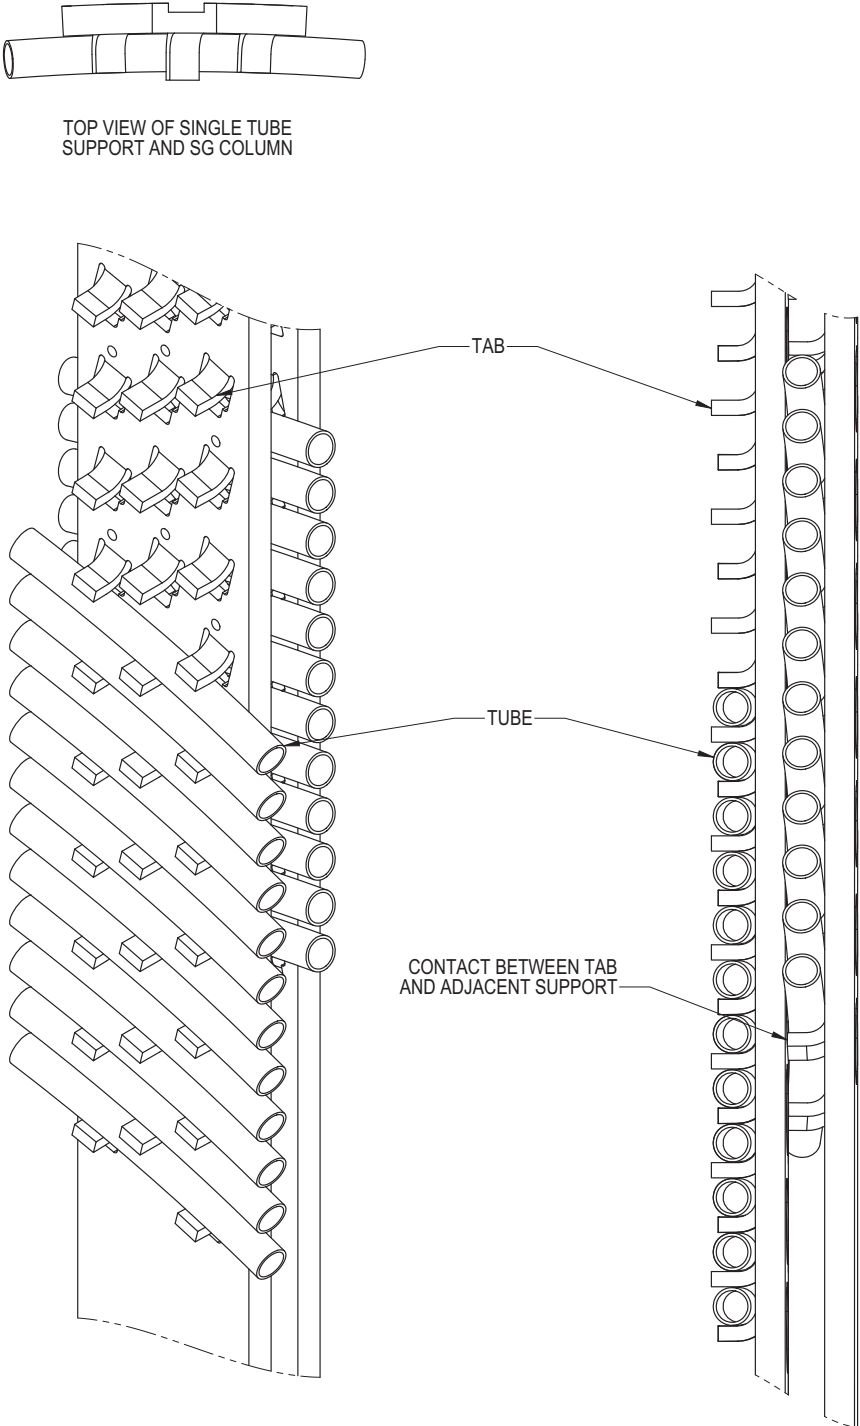 TOP VIEW OF SINGLE TUBE
SUPPORT AND SG COLUMN
TAB
TUBE
CONTACT BETWEEN TAB
AND ADJACENT SUPPORT